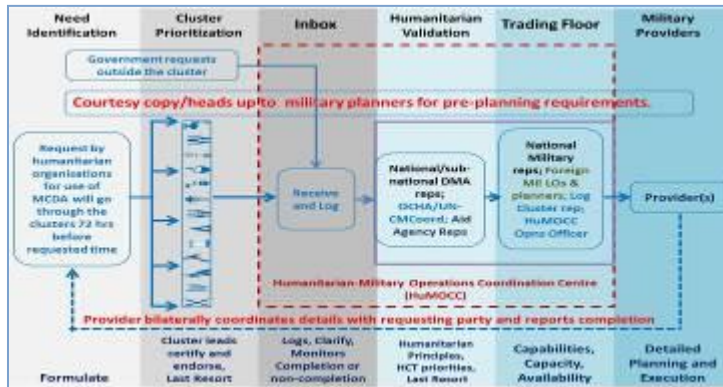 Need
Identification
Cluster
Prioritization
Inbox
Humanitarian
Validation
Trading Floor
Military
Providers
Government requests
outside the cluster
Courtesy copy/heads up to military planners for pre-planning requirements.
Request by
humanitarian
organisations
for use of
MCDA will go
through the
clusters 72 hrs
before
requested time
Receive
and Log
National/sub-
national DMA reps;
OCHA/UN-
CMCoord; Aid
Agency Reps
National
Military
reps; Foreign
Mil LOs &
planners; Log
Cluster rep;
HuMOCC
Opns Officer
Provider(s)
Humanitarian-Military Operations Coordination Centre
(HuMOCC)
Provider bilaterally coordinates details with requesting party and reports completion
Formulate
Cluster leads
certify and
endorse,
Last Resort
Logs, Clarify,
Monitors
Completion or
non-completion
Humanitarian
Principles,
HCT priorities,
Last Resort
Capabilities,
Capacity,
Availability
Detailed
Planning and
Execution